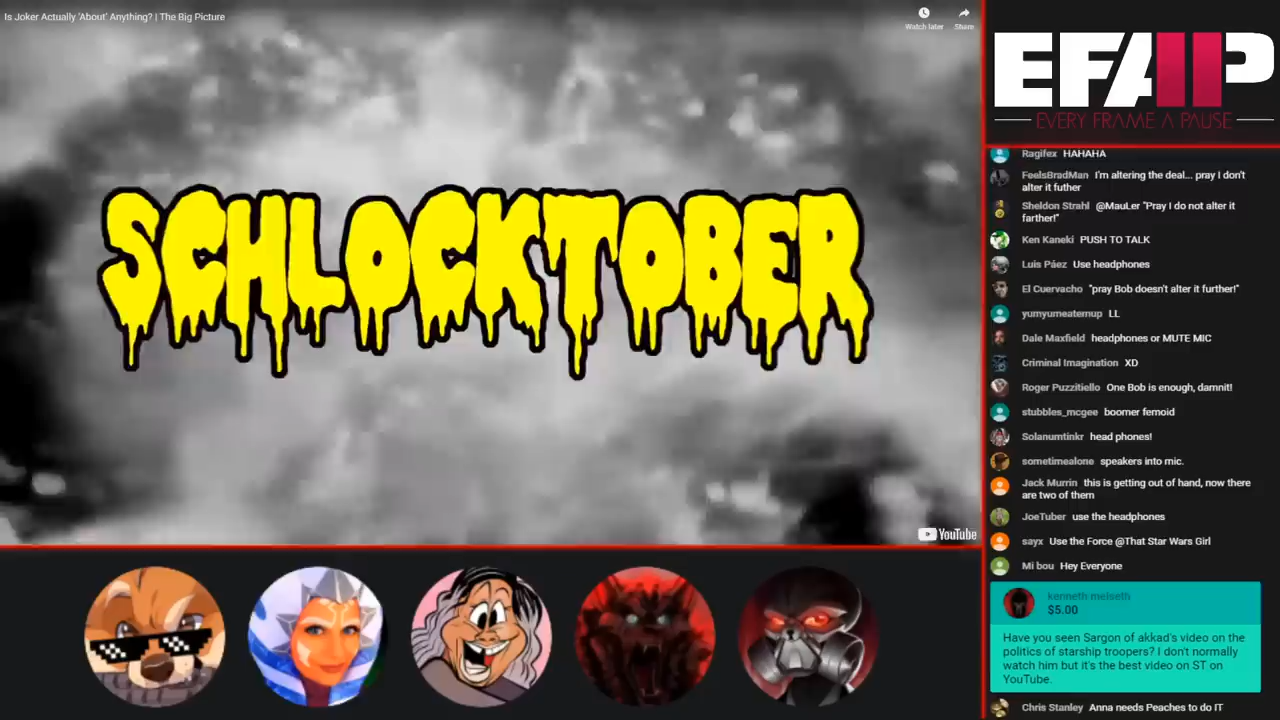 Is Joker Actually 'About' Anything? | The Big Picture
Watch later
Share
SCHLOCKTOBER
YouTube
EFAP
EVERY FRAME A PAUSE
Ragifex HAHAHA
FeelsBradMan I'm altering the deal... pray I don't
alter it futher
Sheldon Strahl @MauLer "Pray I do not alter it
farther!"
Ken Kaneki PUSH TO TALK
Luis Páez Use headphones
El Cuervacho "pray Bob doesn't alter it further!"
yumyumeatemup LL
Dale Maxfield headphones or MUTE MIC
Criminal Imagination XD
Roger Puzzitiello One Bob is enough, damnit!
stubbles_mcgee boomer femoid
Solanumtinkr head phones!
sometimealone speakers into mic.
Jack Murrin this is getting out of hand, now there
are two of them
JoeTuber use the headphones
sayx Use the Force @That Star Wars Girl
Mi bou Hey Everyone
kenneth melseth
$5.00
Have you seen Sargon of akkad's video on the
politics of starship troopers? I don't normally
watch him but it's the best video on ST on
YouTube.
Chris Stanley Anna needs Peaches to do IT